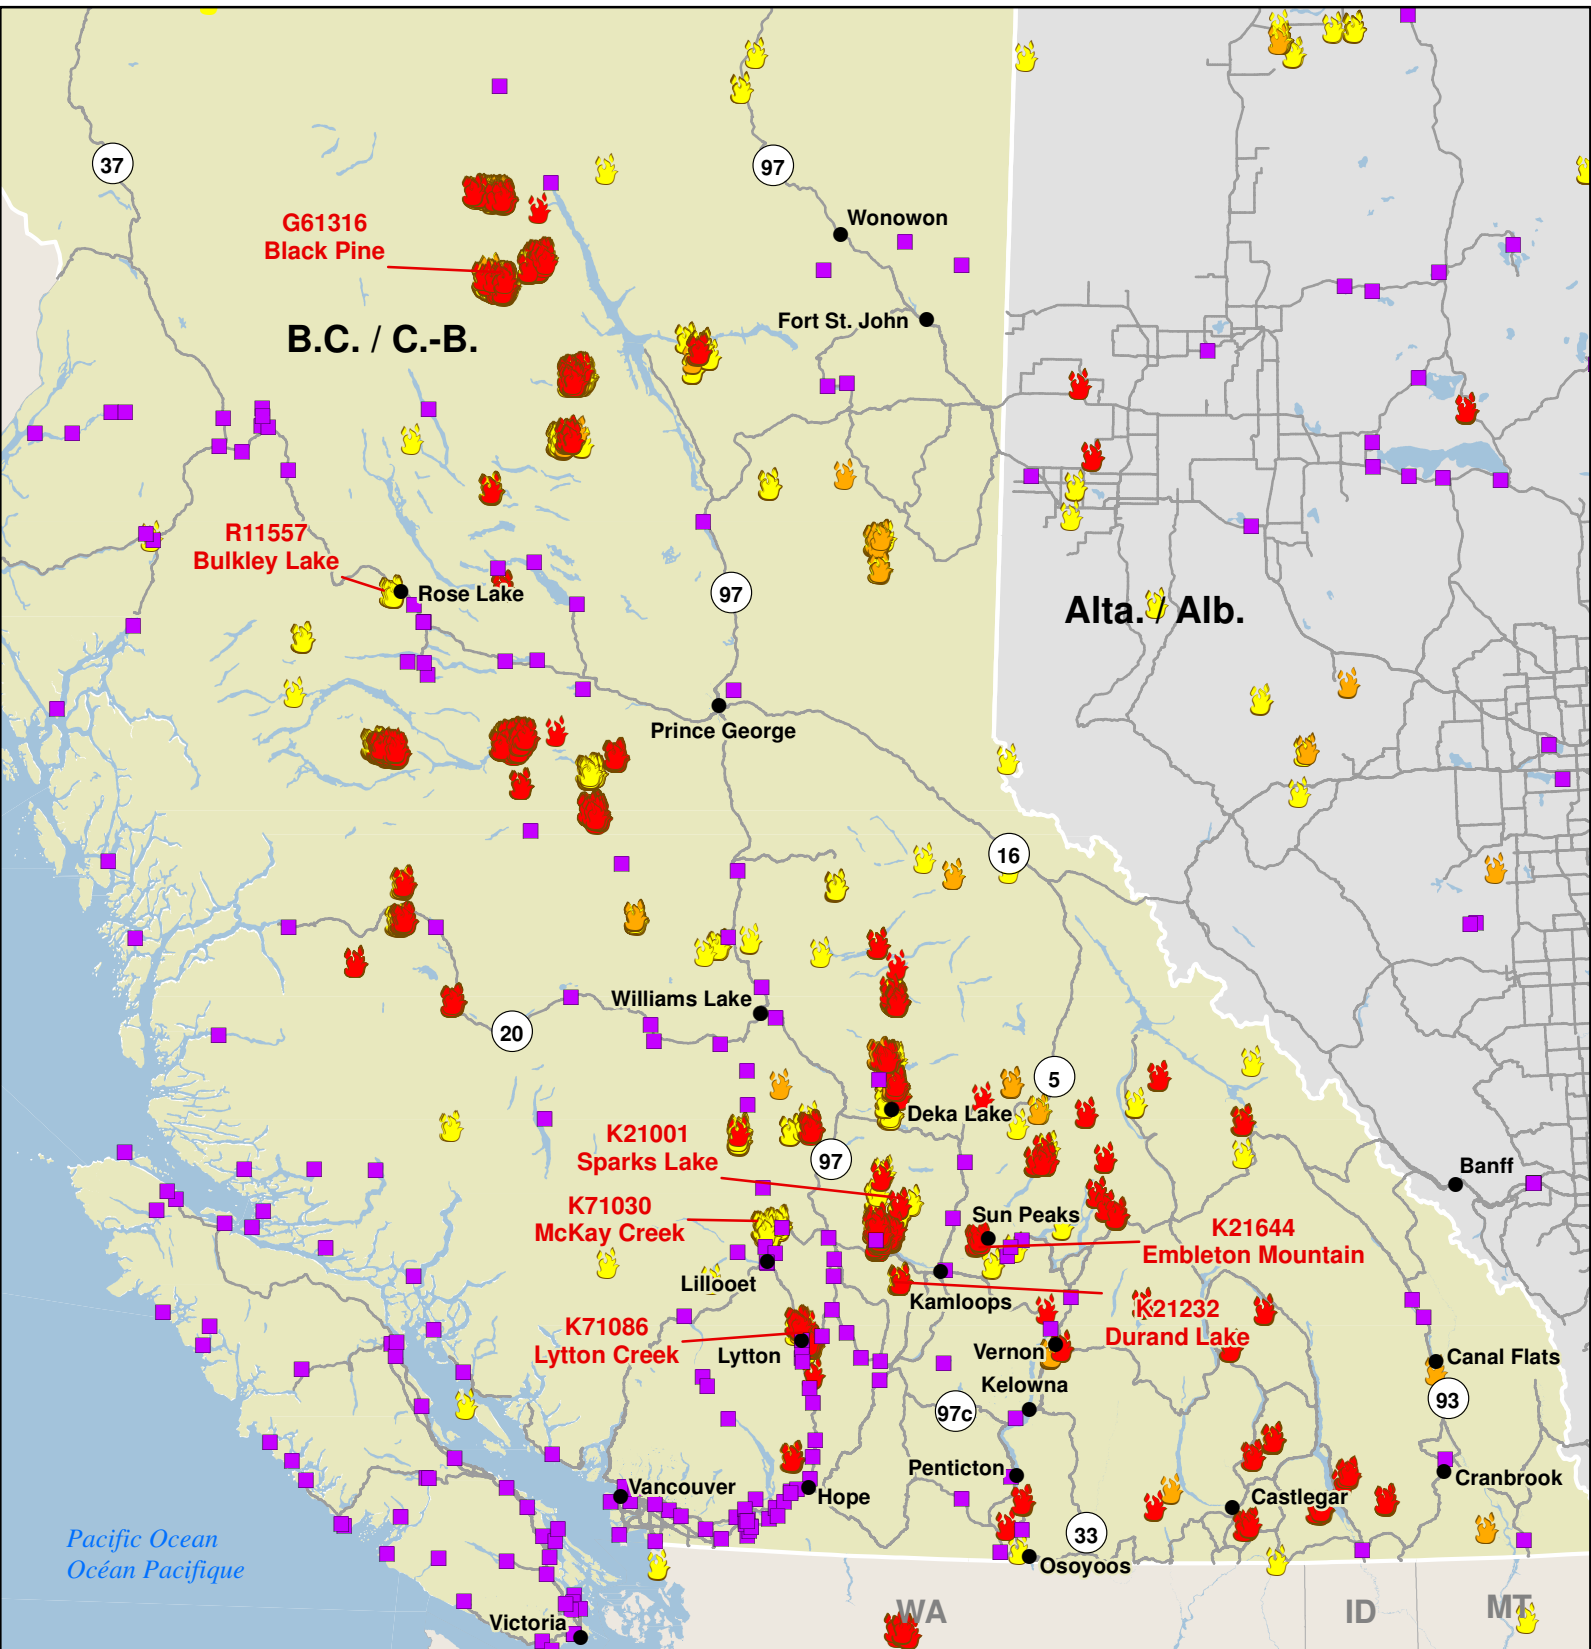 37
97
Wonowon
G61316
Black Pine
Fort St. John
B.C. / C.-B.
R11557
Bulkley Lake
Rose Lake
97
Alta. / Alb.
Prince George
16
Williams Lake
20
5
Deka Lake
K21001
Sparks Lake
97
Banff
K71030
McKay Creek
Sun Peaks
K21644
Embleton Mountain
Lillooet
Kamloops
K21232
Durand Lake
K71086
Lytton Creek
Lytton
Vernon
Canal Flats
Kelowna
93
97c
Penticton
Cranbrook
Vancouver
Hope
Castlegar
33
Pacific Ocean
Océan Pacifique
Osoyoos
WA
ID
MT
Victoria